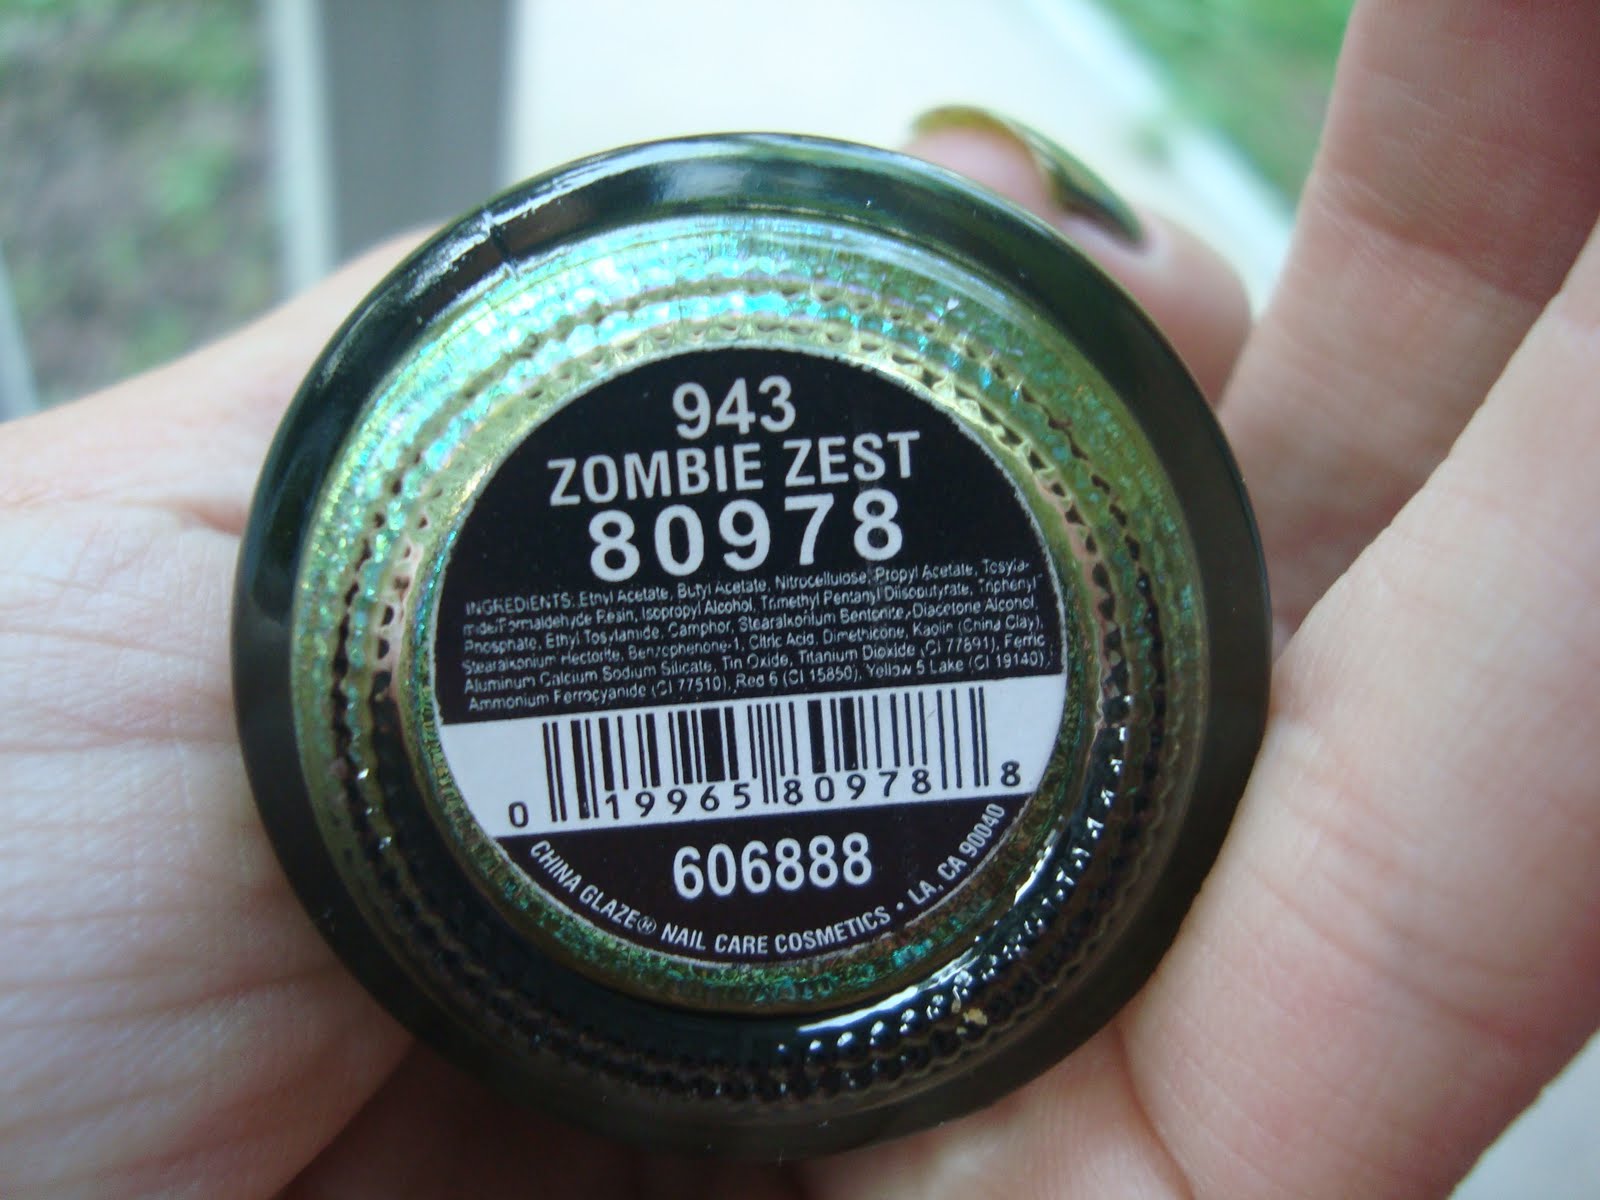 943
ZOMBIE ZEST
80978
INGREDIENTS: Ethyl Acetate, Butyl Acetate, Nitrocellulose, Propyl Acetate, Tosyla-
mide/Formaldehyde Resin, Isopropyl Alcohol, Trimethyl Pentanyl Diisobutyrate, Triphenyl
Phosphate, Ethyl Tosylamide, Camphor, Stearalkonium Bentonite, Diacetone Alcohol,
Stearalkonium Hectorite, Benzophenone-1, Citric Acid, Dimethicone, Kaolin (China Clay),
Aluminum Calcium Sodium Silicate, Tin Oxide, Titanium Dioxide (CI 77891), Ferric
Ammonium Ferrocyanide (CI 77510), Red 6 (CI 15850), Yellow 5 Lake (CI 19140)
0 19965 80978 8
606888
CHINA GLAZE® NAIL CARE COSMETICS • LA, CA 90040